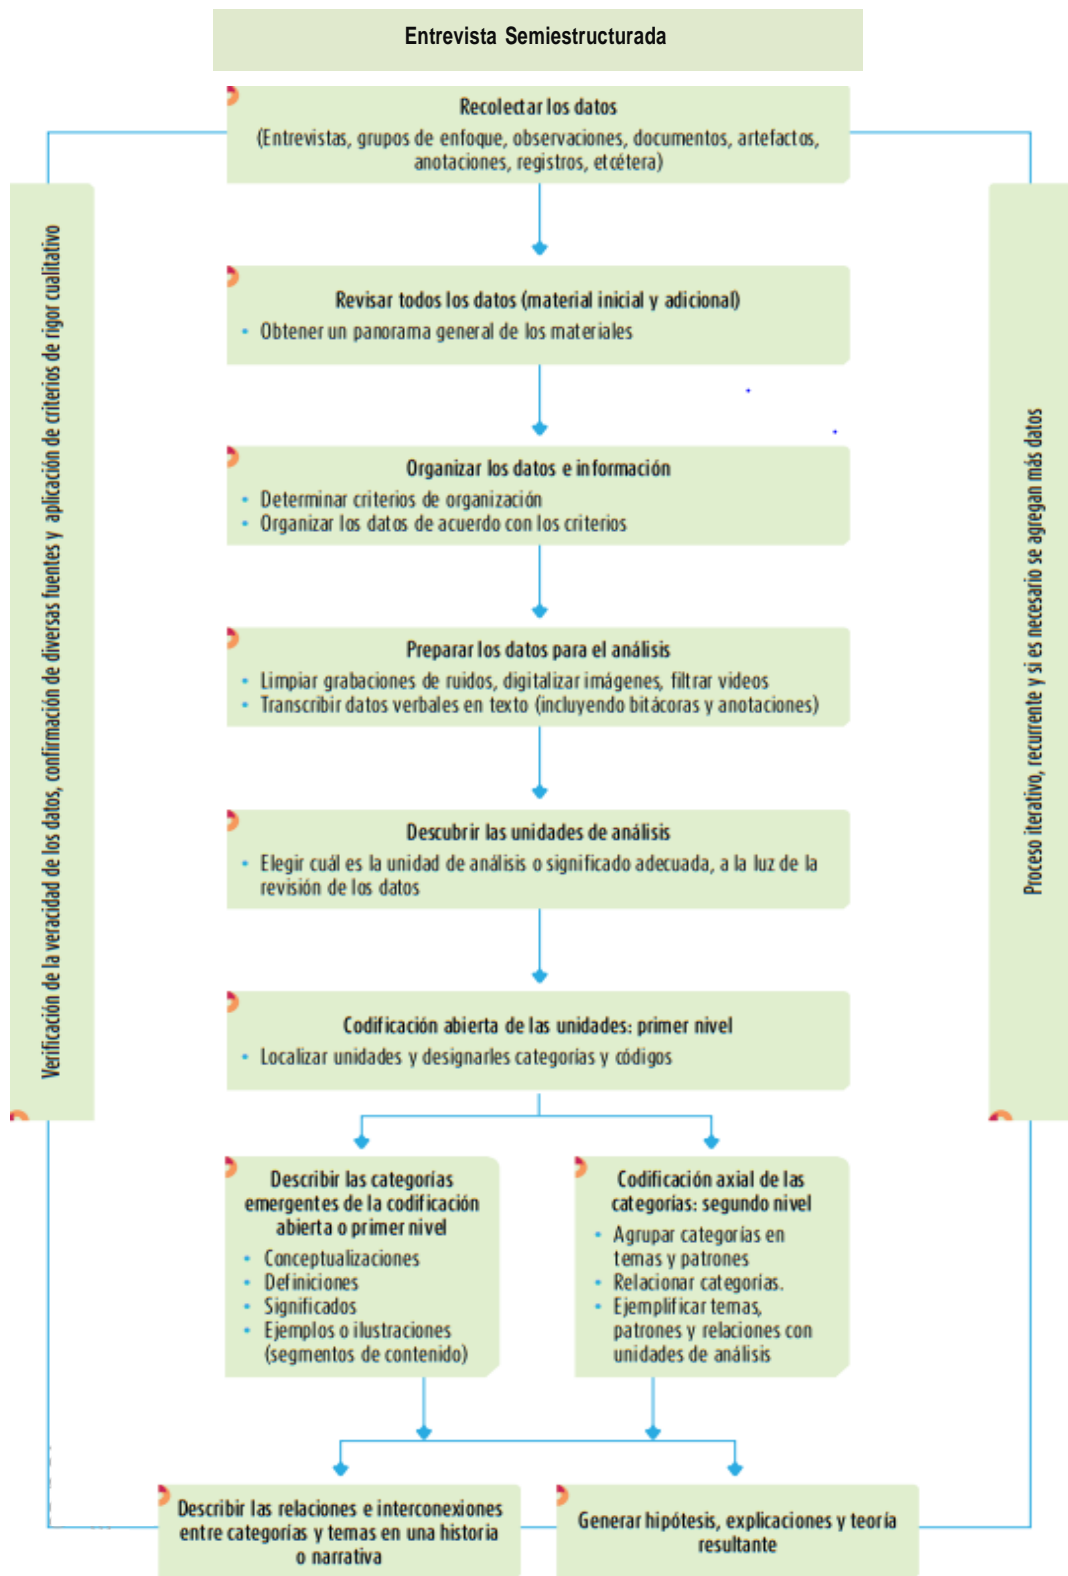 Entrevista Semiestructurada
Recolectar los datos
(Entrevistas, grupos de enfoque, observaciones, documentos, artefactos,
anotaciones, registros, etcétera)
Verificación de la veracidad de los datos, confirmación de diversas fuentes y aplicación de criterios de rigor cualitativo
Proceso iterativo, recurrente y si es necesario se agregan más datos
Revisar todos los datos (material inicial y adicional)
• Obtener un panorama general de los materiales
Organizar los datos e información
• Determinar criterios de organización
• Organizar los datos de acuerdo con los criterios
Preparar los datos para el análisis
• Limpiar grabaciones de ruidos, digitalizar imágenes, filtrar videos
• Transcribir datos verbales en texto (incluyendo bitácoras y anotaciones)
Descubrir las unidades de análisis
• Elegir cuál es la unidad de análisis o significado adecuada, a la luz de la
revisión de los datos
Codificación abierta de las unidades: primer nivel
• Localizar unidades y designarles categorías y códigos
Describir las categorías
emergentes de la codificación
abierta o primer nivel
• Conceptualizaciones
• Definiciones
• Significados
• Ejemplos o ilustraciones
(segmentos de contenido)
Codificación axial de las
categorías: segundo nivel
• Agrupar categorías en
temas y patrones
• Relacionar categorías.
• Ejemplificar temas,
patrones y relaciones con
unidades de análisis
Describir las relaciones e interconexiones
entre categorías y temas en una historia
o narrativa
Generar hipótesis, explicaciones y teoría
resultante